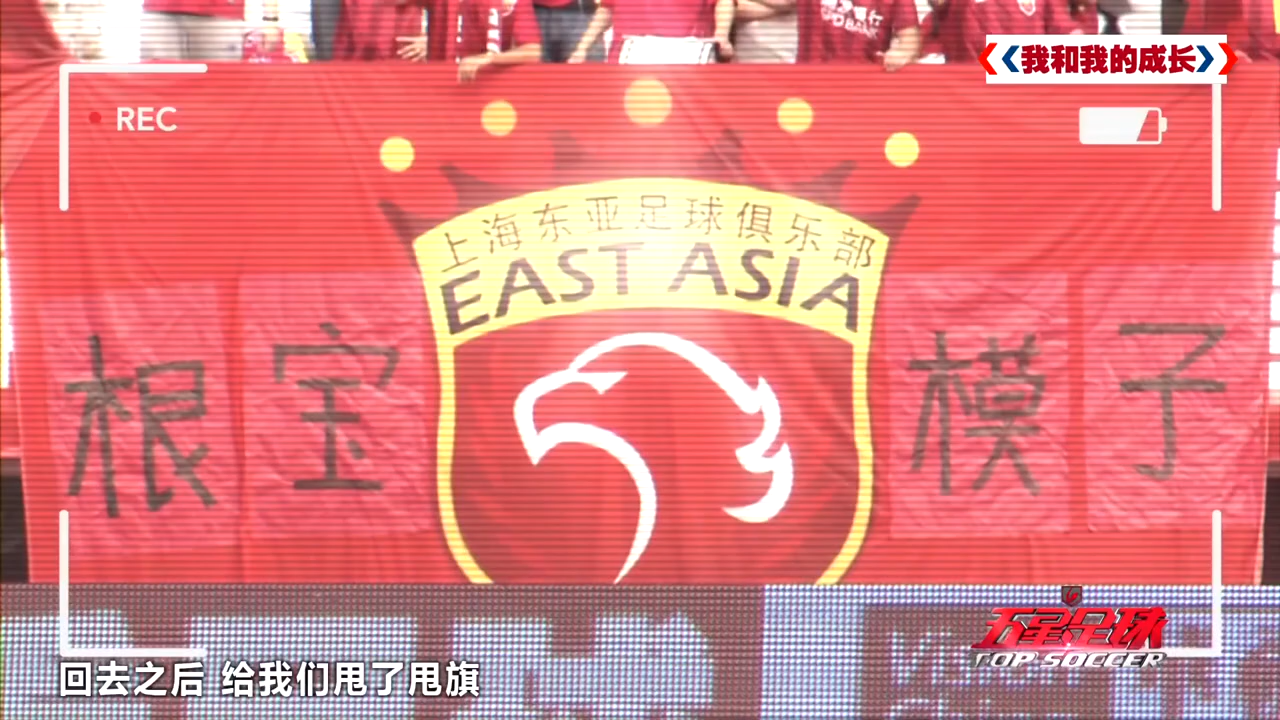 《我和我的成长》
REC
上海东亚足球俱乐部
EAST ASIA
根宝 模子
五星足球
TOP SOCCER
回去之后 给我们甩了甩旗